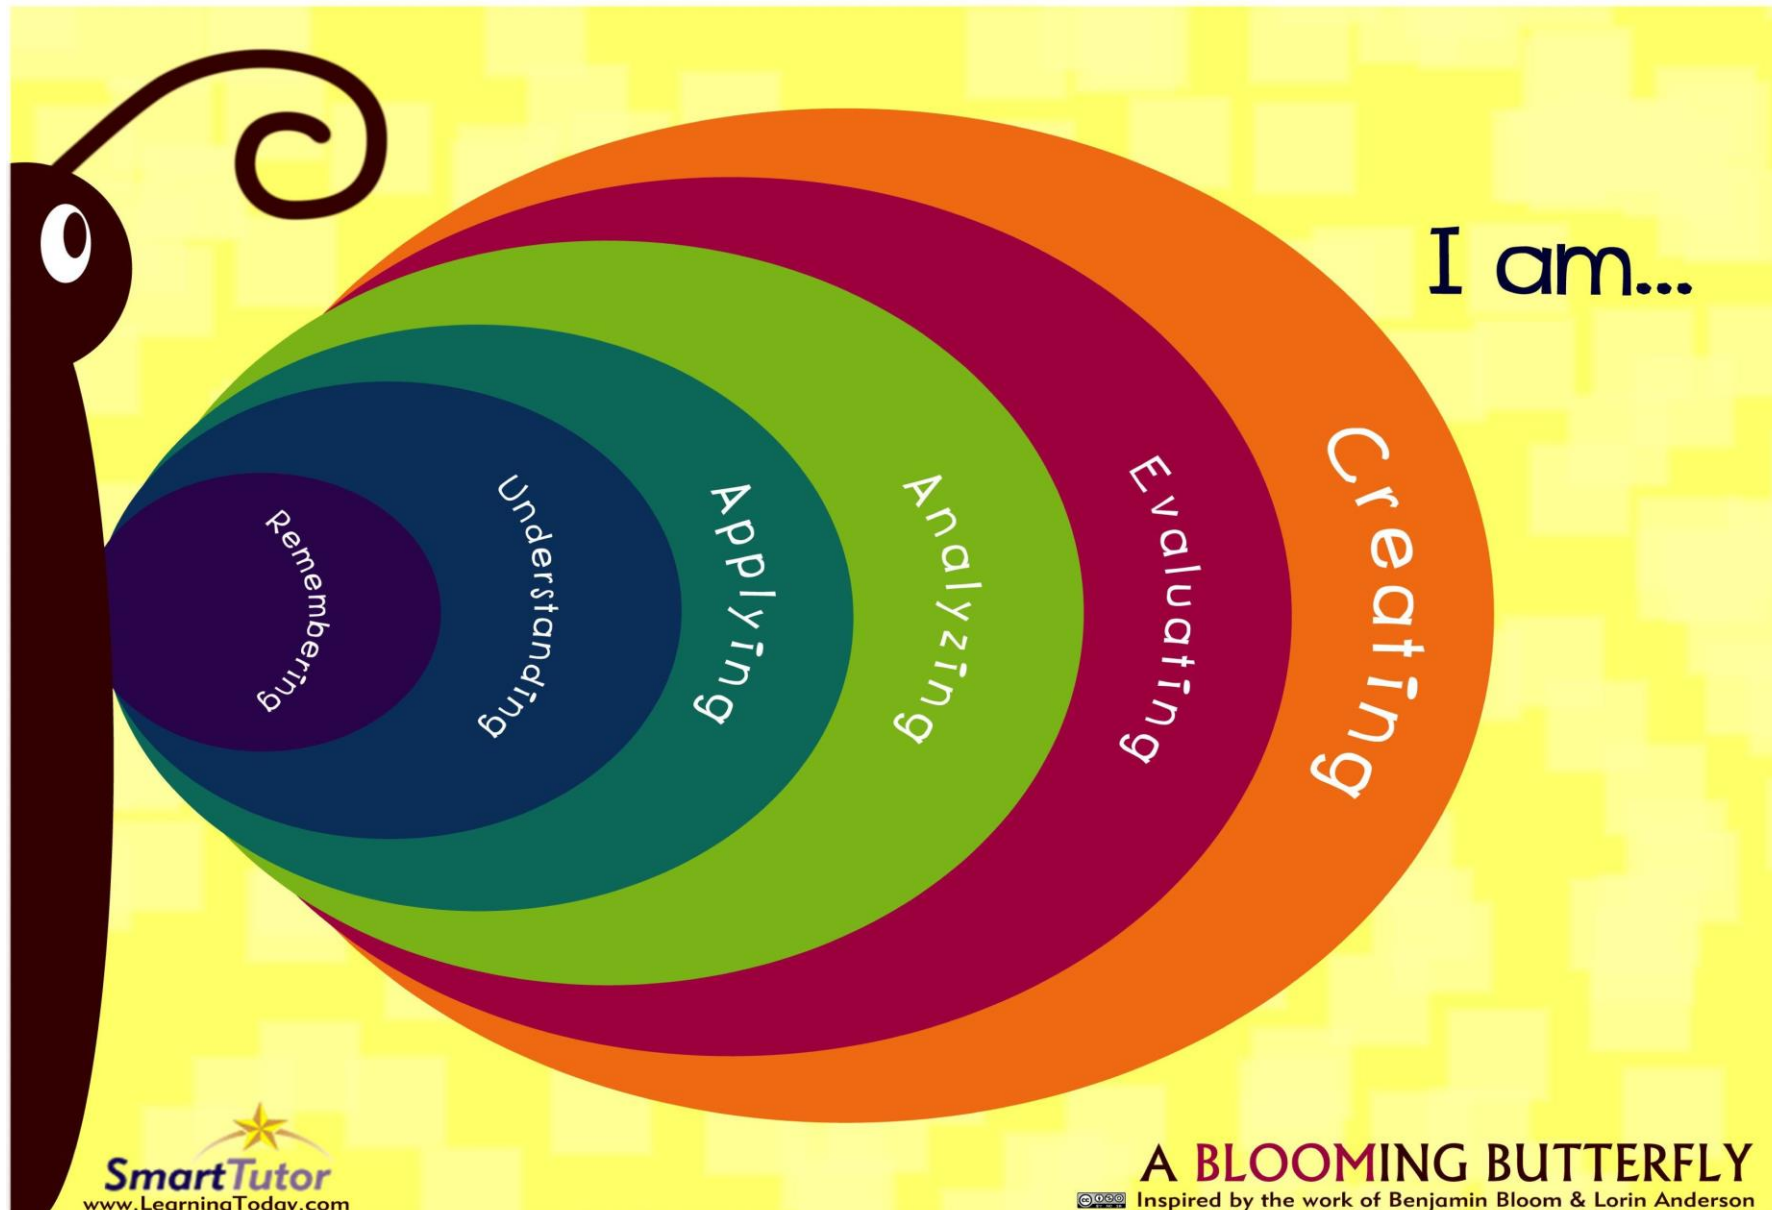 I am...
Remembering
Understanding
Applying
Analyzing
Evaluating
Creating
SmartTutor
www.LearningToday.com
A BLOOMING BUTTERFLY
Inspired by the work of Benjamin Bloom & Lorin Anderson